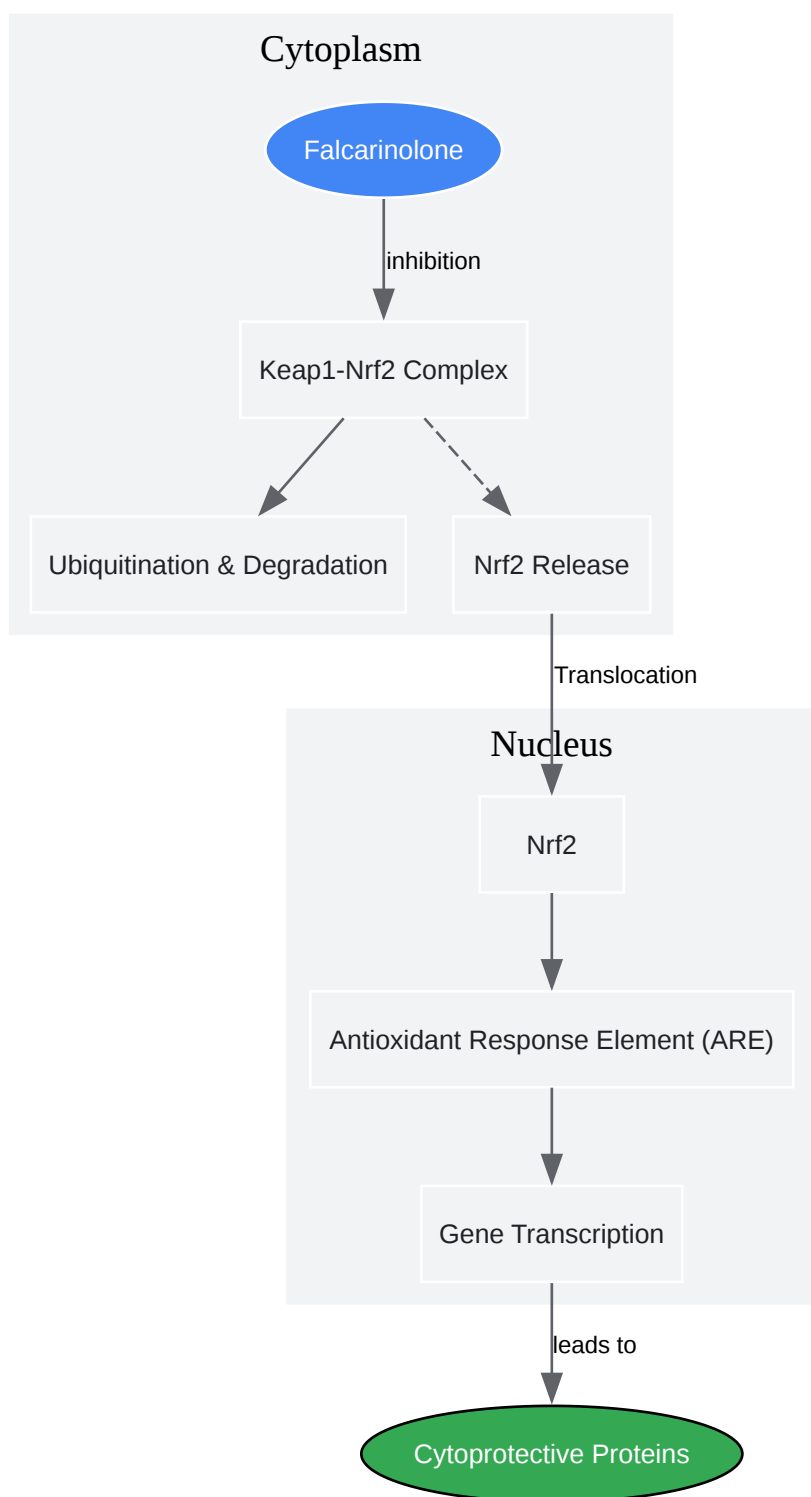 Cytoplasm
Falcarinolone
inhibition
Keap1-Nrf2 Complex
Ubiquitination & Degradation
Nrf2 Release
Translocation
Nucleus
Nrf2
Antioxidant Response Element (ARE)
Gene Transcription
leads to
Cytoprotective Proteins